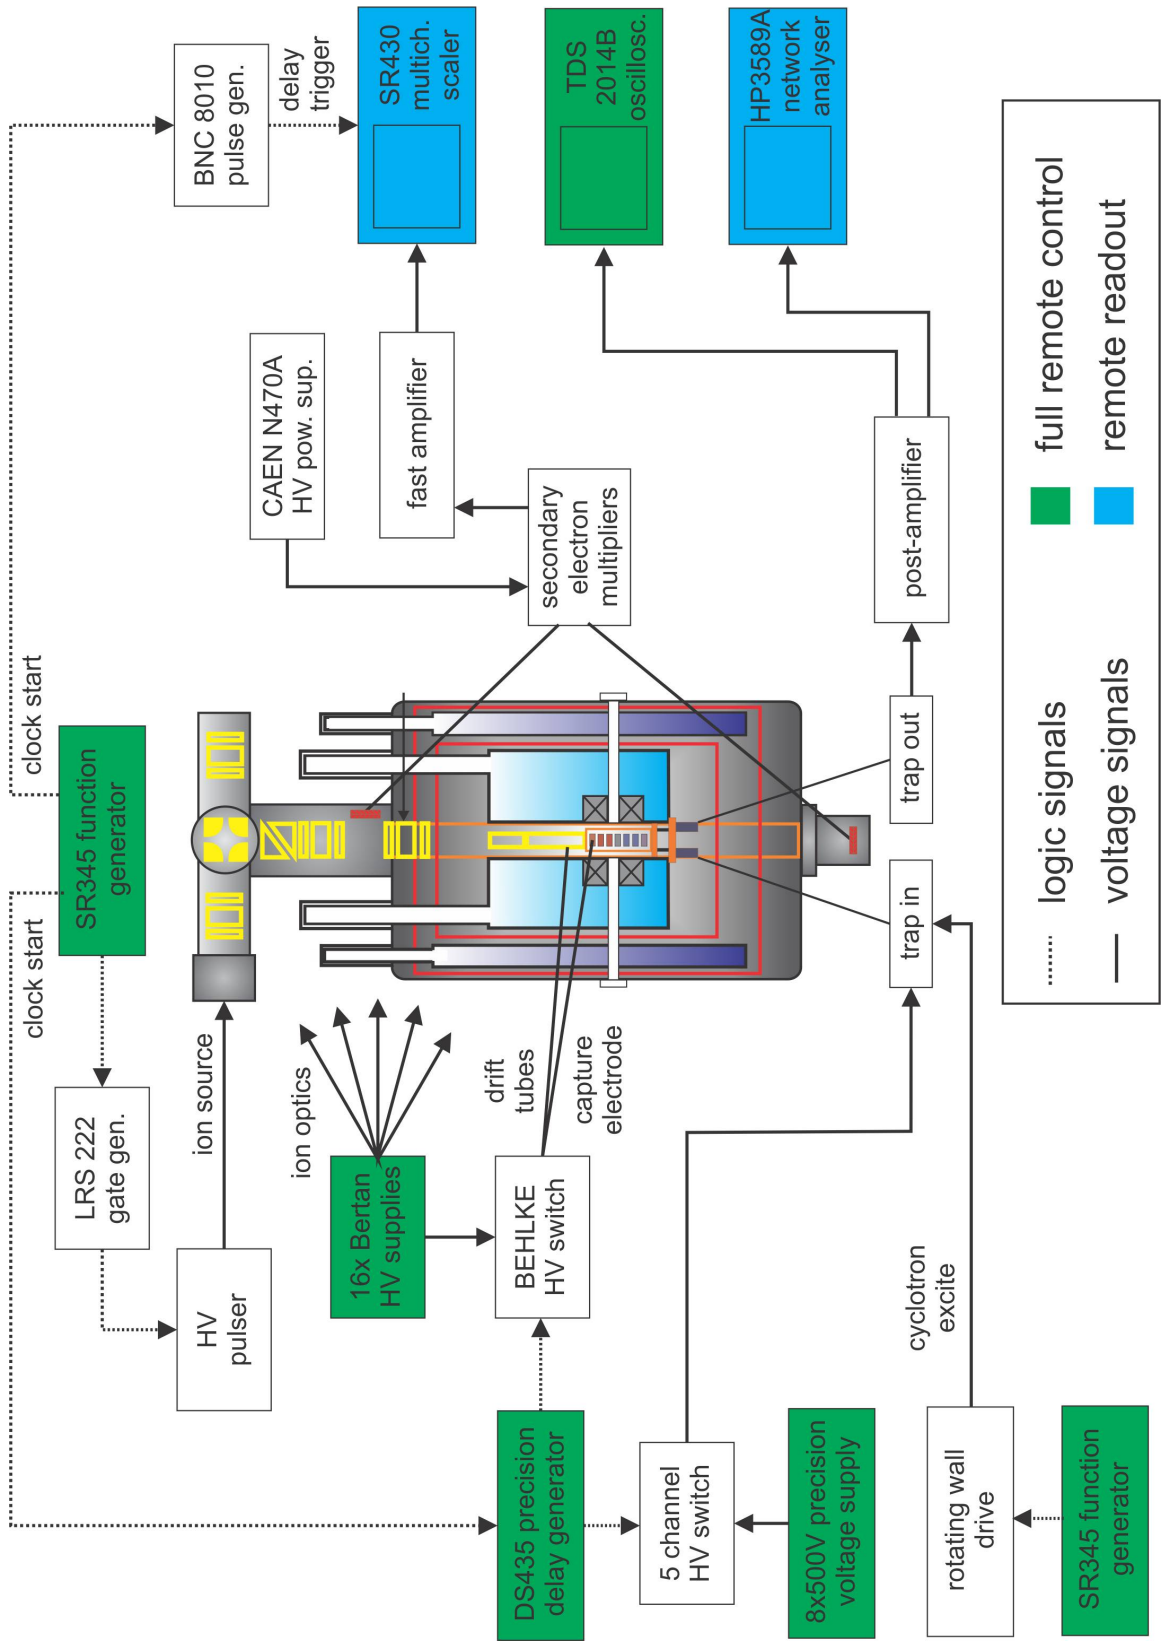 clock start
SR345 function
generator
clock start
BNC 8010
pulse gen.
delay
trigger
SR430
multich.
scaler
TDS
2014B
oscillosc.
HP3589A
network
analyser
LRS 222
gate gen.
HV
pulser
ion source
ion optics
16x Bertan
HV supplies
BEHLKE
HV switch
drift
tubes
capture
electrode
CAEN N470A
HV pow. sup.
fast amplifier
secondary
electron
multipliers
post-amplifier
trap out
trap in
DS435 precision
delay generator
5 channel
HV switch
8x500V precision
voltage supply
cyclotron
excite
rotating wall
drive
SR345 function
generator
logic signals
voltage signals
full remote control
remote readout